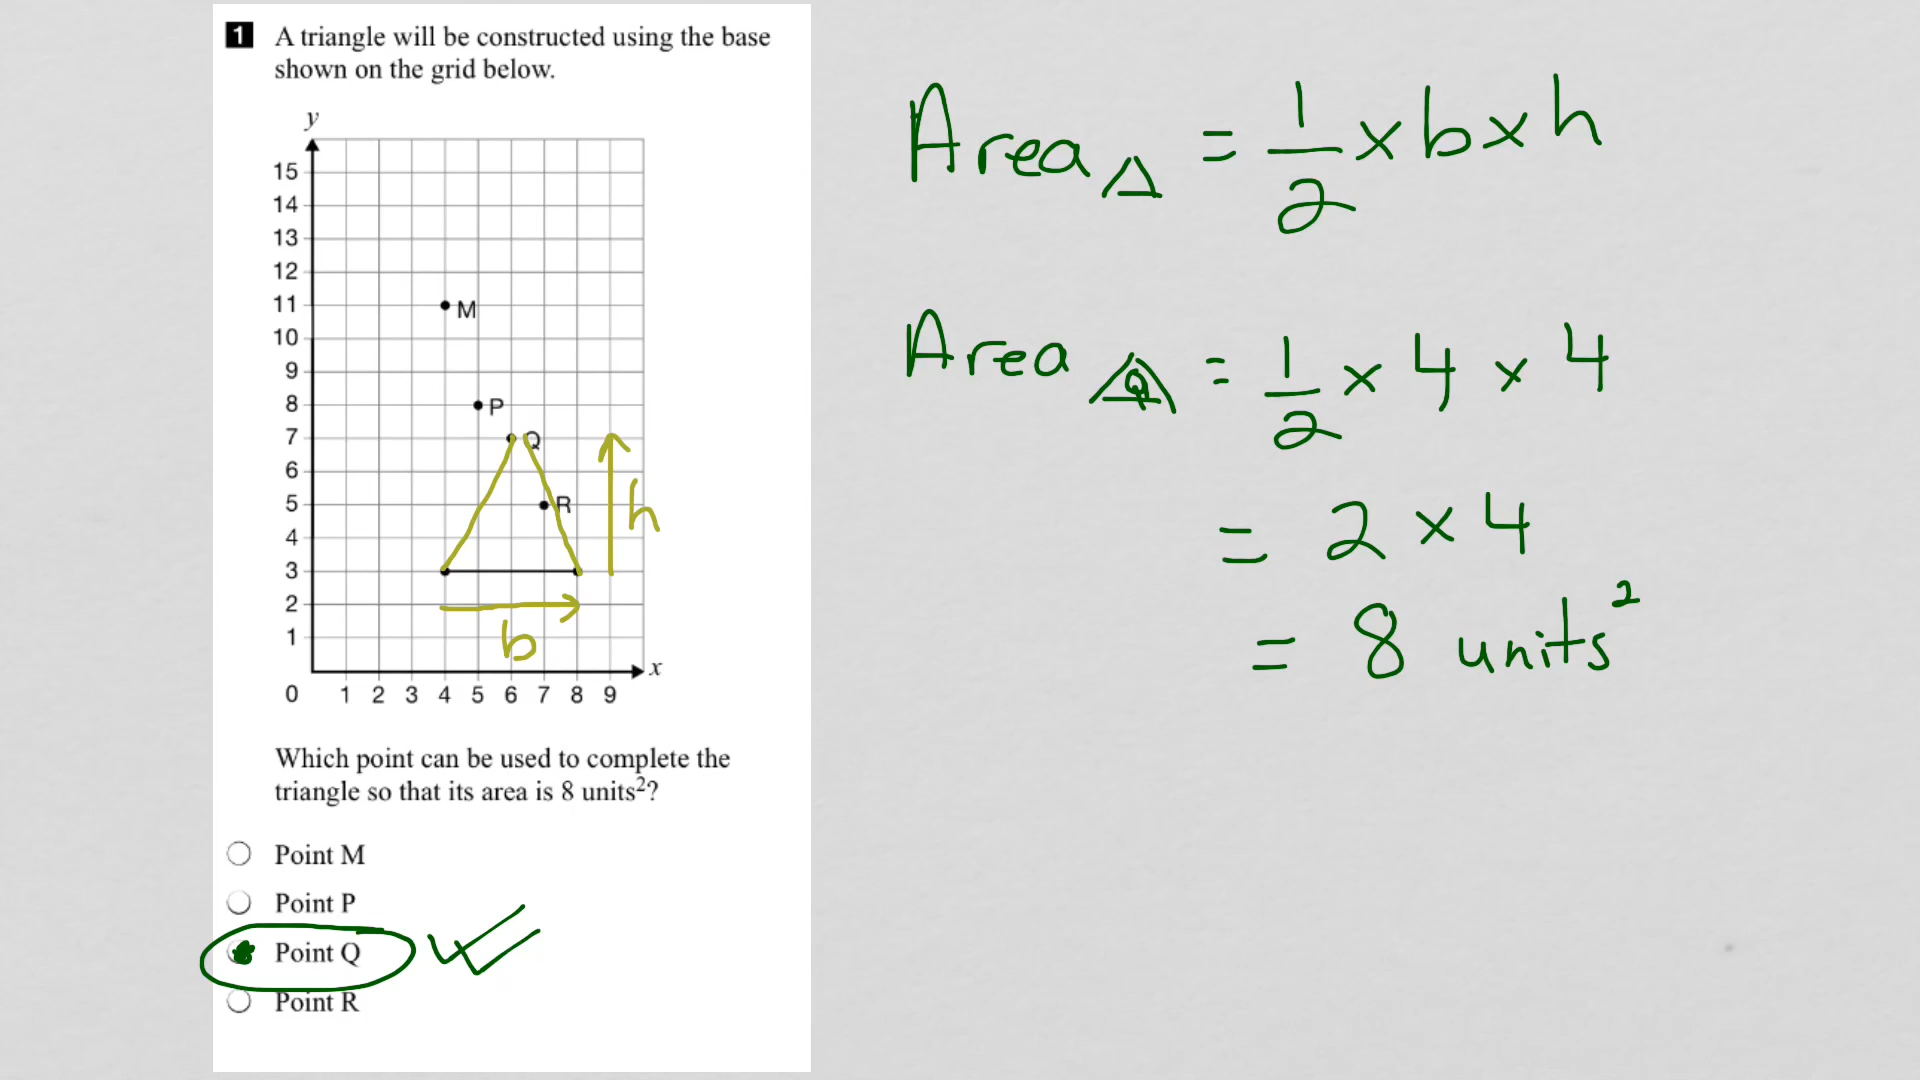 1 A triangle will be constructed using the base
shown on the grid below.
y
15
14
13
12
11
10
9
8
7
6
5
4
3
2
1
0 1 2 3 4 5 6 7 8 9
x
M
P
Q
R
h
b
Which point can be used to complete the
triangle so that its area is 8 units²?
Point M
Point P
Point Q
Point R
Area △ = 1/2 × b × h
Area △Q = 1/2 × 4 × 4
= 2 × 4
= 8 units²